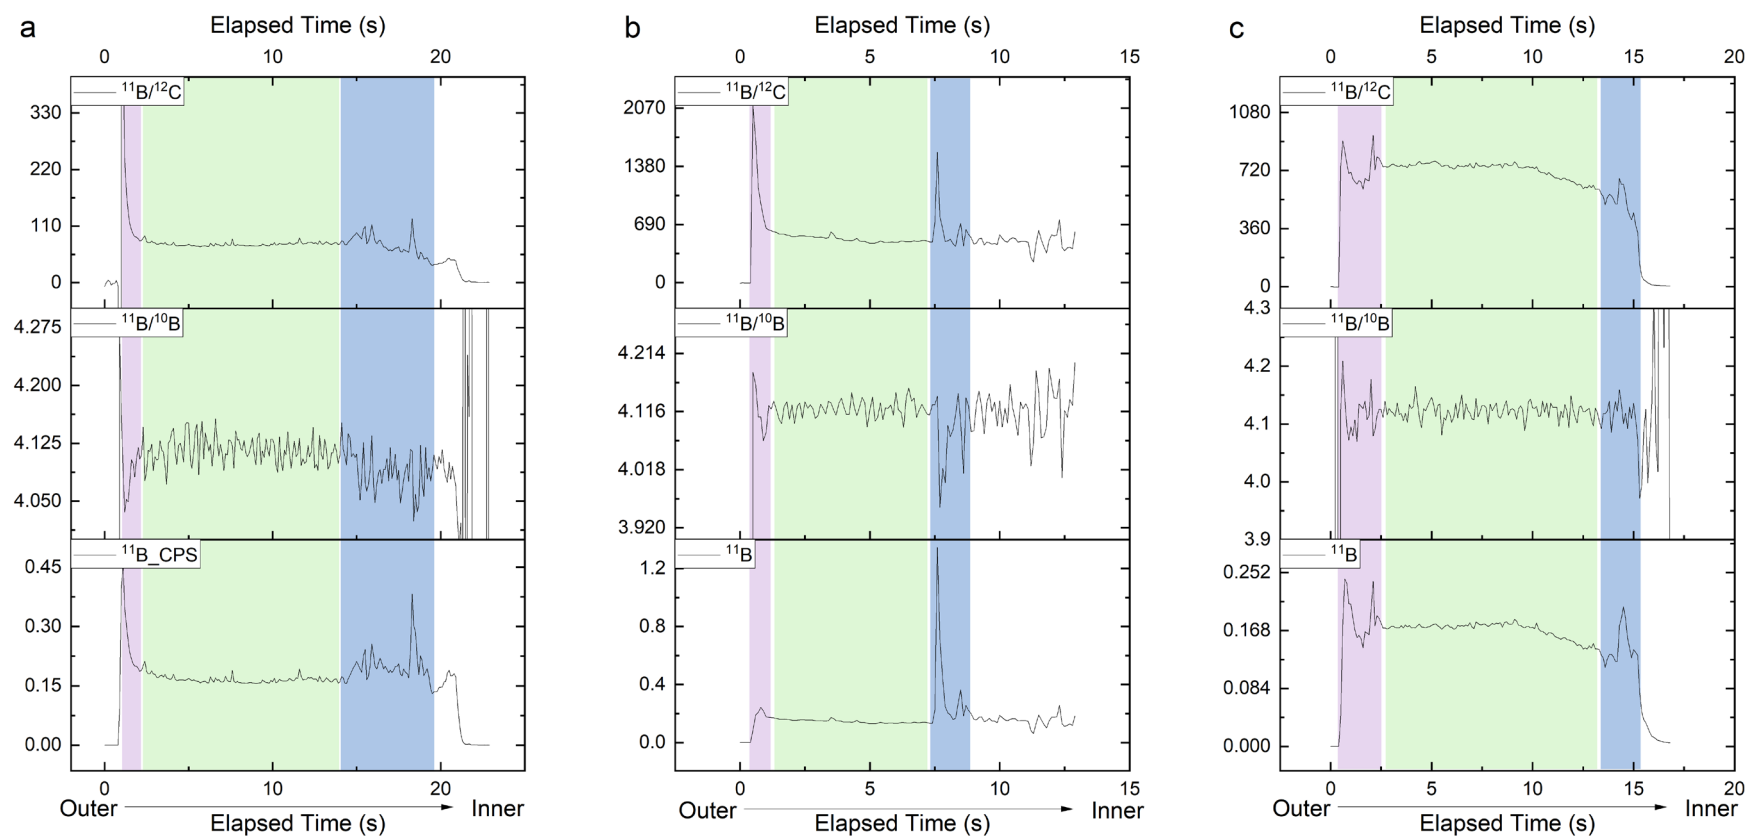 a
Elapsed Time (s)
0 10 20
¹¹B/¹²C
330
220
110
0
¹¹B/¹⁰B
4.275
4.200
4.125
4.050
¹¹B_CPS
0.45
0.30
0.15
0.00
0 10 20
Outer Inner
Elapsed Time (s)
b
Elapsed Time (s)
0 5 10 15
¹¹B/¹²C
2070
1380
690
0
¹¹B/¹⁰B
4.214
4.116
4.018
3.920
¹¹B
1.2
0.8
0.4
0.0
0 5 10 15
Outer Inner
Elapsed Time (s)
c
Elapsed Time (s)
0 5 10 15 20
¹¹B/¹²C
1080
720
360
0
4.3
¹¹B/¹⁰B
4.2
4.1
4.0
3.9
¹¹B
0.252
0.168
0.084
0.000
0 5 10 15 20
Outer Inner
Elapsed Time (s)